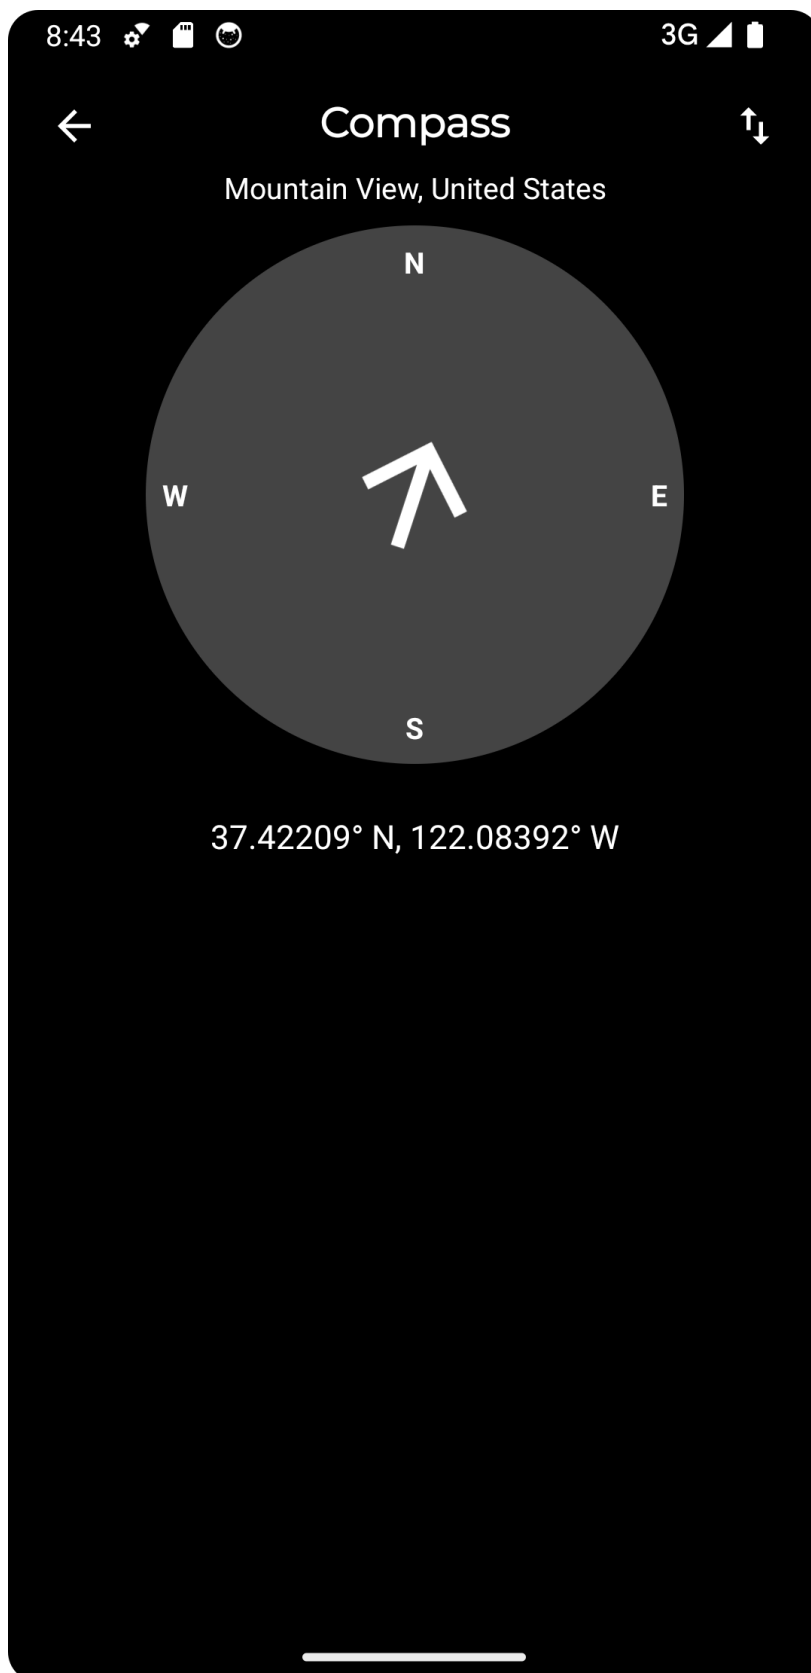 8:43 3G
Compass
Mountain View, United States
N
W E
S
37.42209° N, 122.08392° W